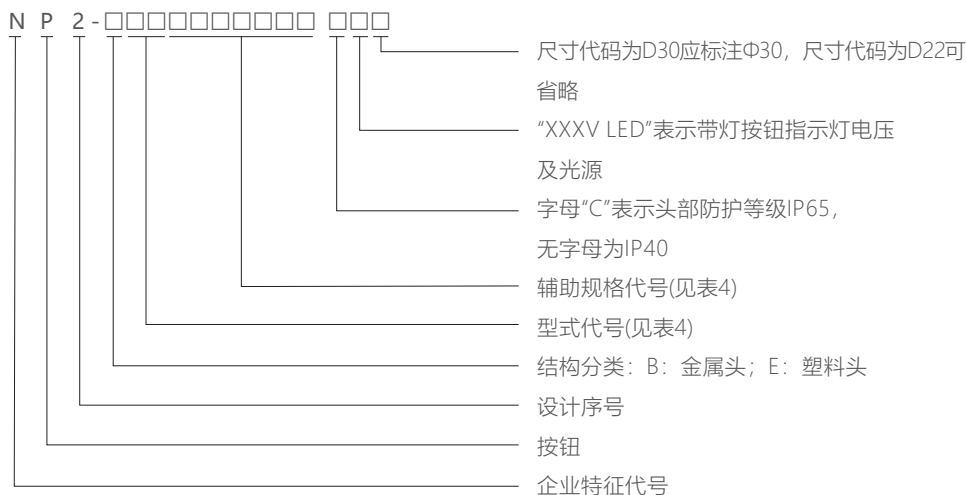 N P 2 - □□□□□□□□□□ □□□
尺寸代码为D30应标注Φ30，尺寸代码为D22可
省略
“XXXV LED”表示带灯按钮指示灯电压
及光源
字母“C”表示头部防护等级IP65，
无字母为IP40
辅助规格代号(见表4)
型式代号(见表4)
结构分类：B：金属头；E：塑料头
设计序号
按钮
企业特征代号